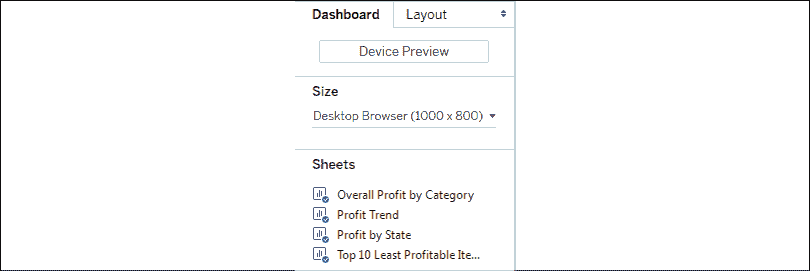 Dashboard Layout
Device Preview
Size
Desktop Browser (1000 x 800)
Sheets
Overall Profit by Category
Profit Trend
Profit by State
Top 10 Least Profitable Ite...